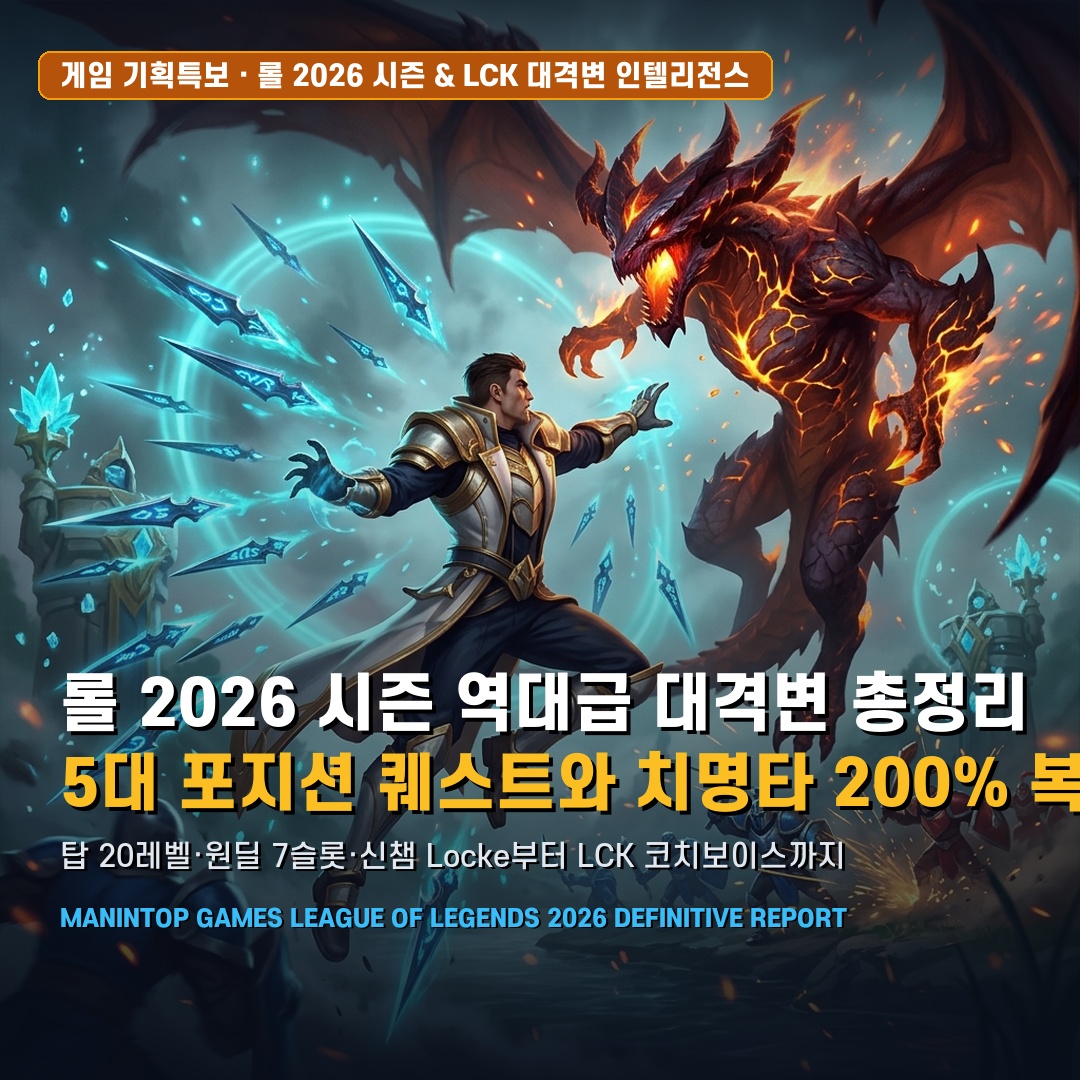 게임 기획특보 · 롤 2026 시즌 & LCK 대격변 인텔리전스
롤 2026 시즌 역대급 대격변 총정리
5대 포지션 퀘스트와 치명타 200% 복
탑 20레벨·원딜 7슬롯·신챔 Locke부터 LCK 코치보이스까지
MANINTOP GAMES LEAGUE OF LEGENDS 2026 DEFINITIVE REPORT